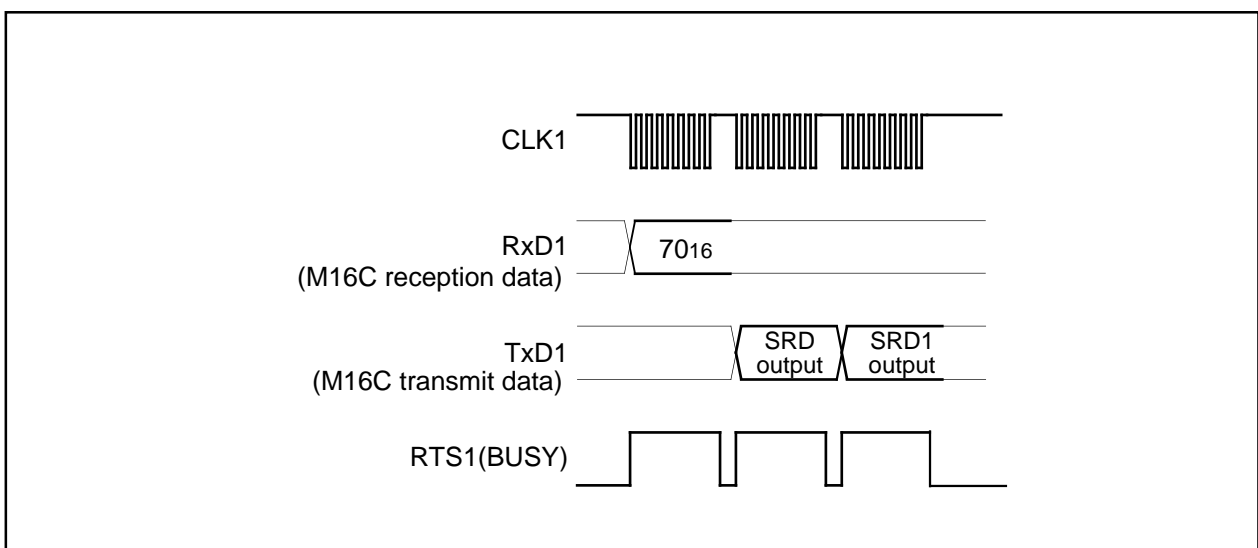 CLK1
RxD1
(M16C reception data)
7016
TxD1
(M16C transmit data)
SRD
output
SRD1
output
RTS1(BUSY)